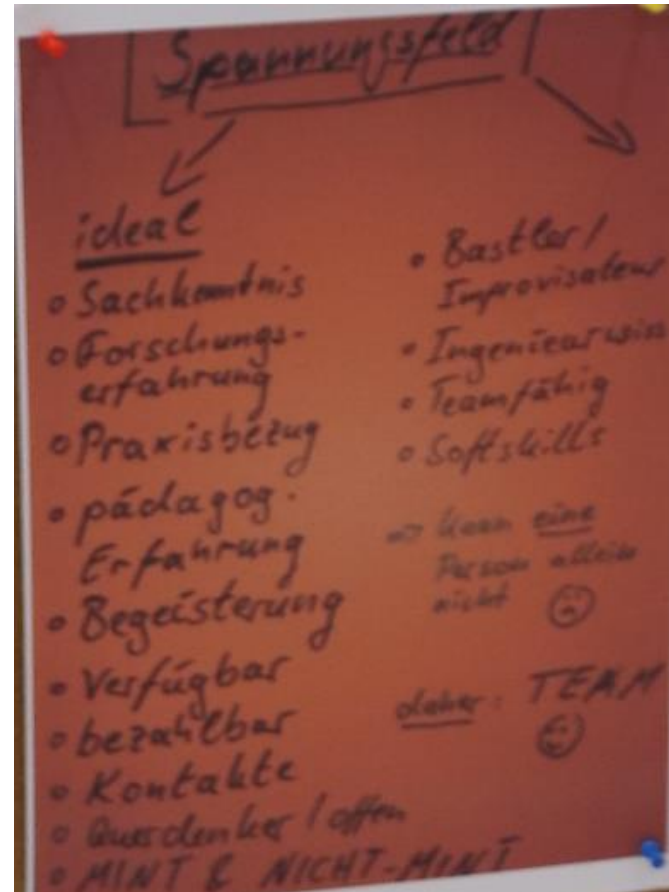 Spannungsfeld
ideal
Sachkenntnis
Forschungs-
erfahrung
Praxisbezug
pädagog.
Erfahrung
Begeisterung
Verfügbar
bezahlbar
Kontakte
Querdenker / offen
MINT & NICHT-MINT
Bastler /
Improvisateur
Ingenieurwiss
Teamfähig
Softskills
⇒ kann eine
Person allein
nicht ☹
daher: TEAM
☺